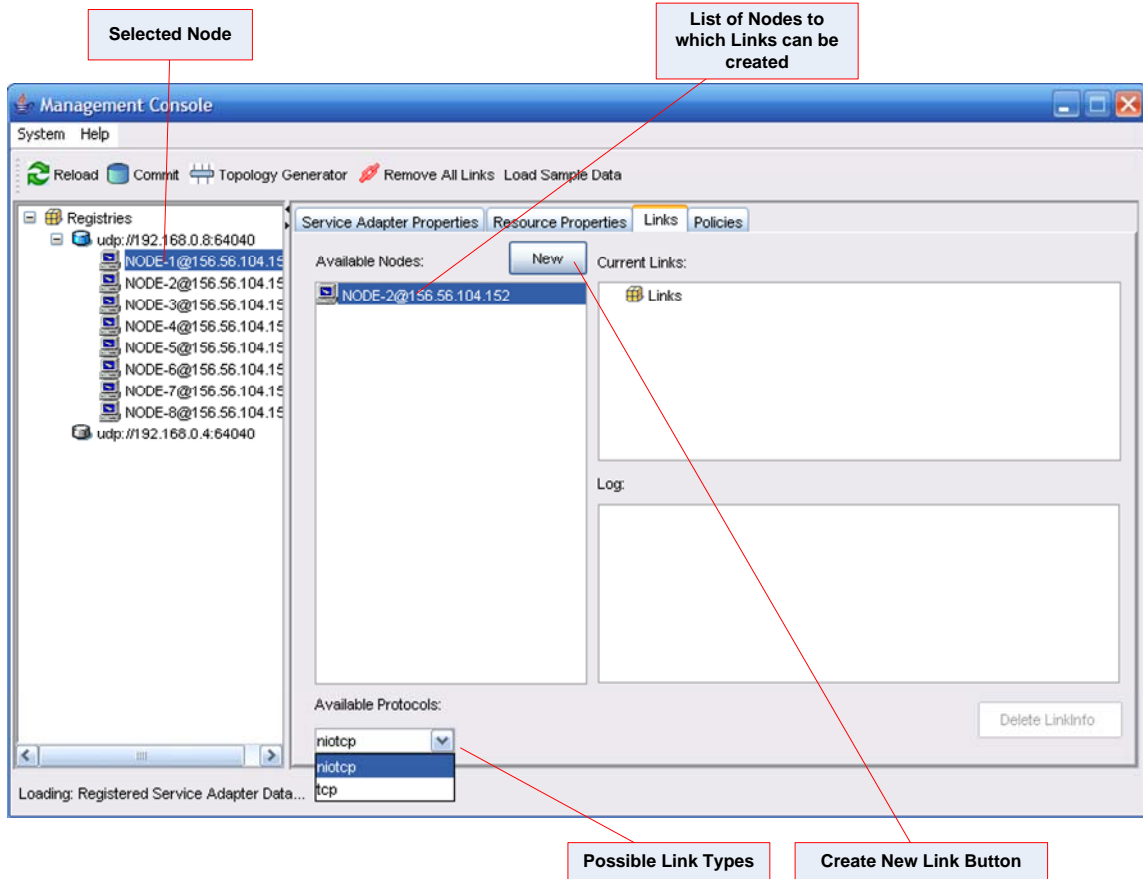 Selected Node
List of Nodes to
which Links can be
created
Management Console
System Help
Reload Commit Topology Generator Remove All Links Load Sample Data
Registries
udp://192.168.0.8:64040
NODE-1@156.56.104.15
NODE-2@156.56.104.15
NODE-3@156.56.104.15
NODE-4@156.56.104.15
NODE-5@156.56.104.15
NODE-6@156.56.104.15
NODE-7@156.56.104.15
NODE-8@156.56.104.15
udp://192.168.0.4:64040
Service Adapter Properties Resource Properties Links Policies
Available Nodes: New Current Links:
NODE-2@156.56.104.152
Links
Log:
Available Protocols:
Delete LinkInfo
niotcp
niotcp
tcp
Loading: Registered Service Adapter Data...
Possible Link Types
Create New Link Button